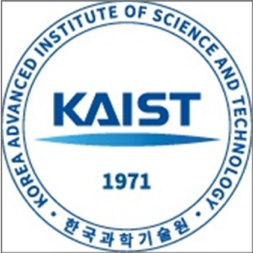 KOREA ADVANCED INSTITUTE OF SCIENCE AND TECHNOLOGY
KAIST
1971
한국과학기술원